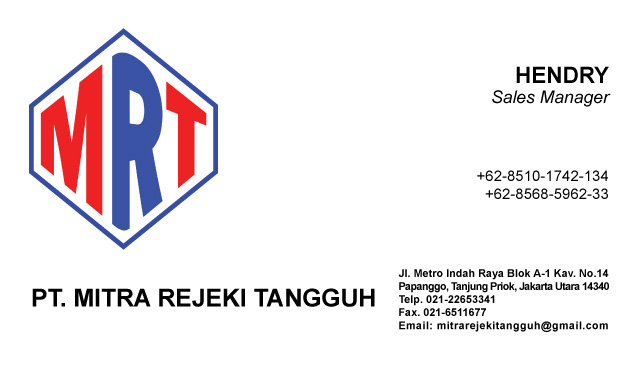 MRT
HENDRY
Sales Manager
+62-8510-1742-134
+62-8568-5962-33
PT. MITRA REJEKI TANGGUH
Jl. Metro Indah Raya Blok A-1 Kav. No.14
Papanggo, Tanjung Priok, Jakarta Utara 14340
Telp. 021-22653341
Fax. 021-6511677
Email: mitrarejekitangguh@gmail.com